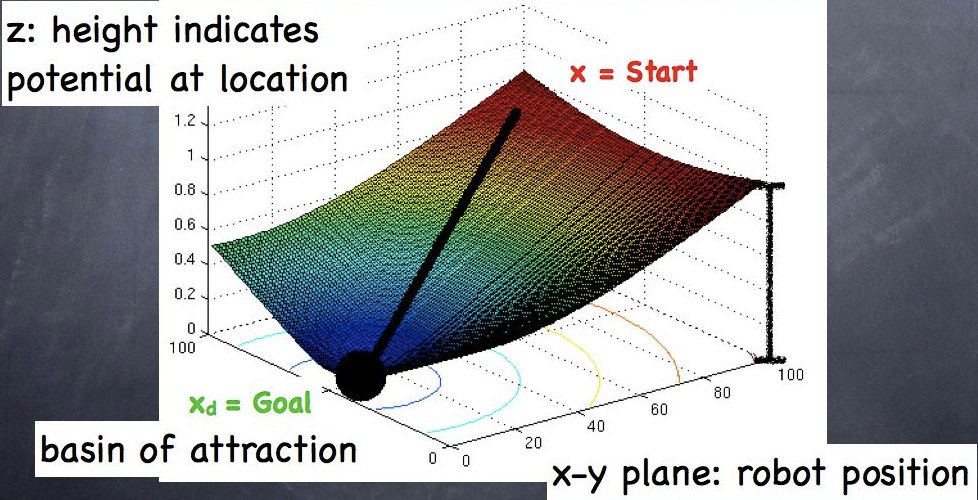 z: height indicates
potential at location
x = Start
1.2
1
0.8
0.6
0.4
0.2
0
100
xd = Goal
basin of attraction
0
0
20
40
60
80
100
x-y plane: robot position